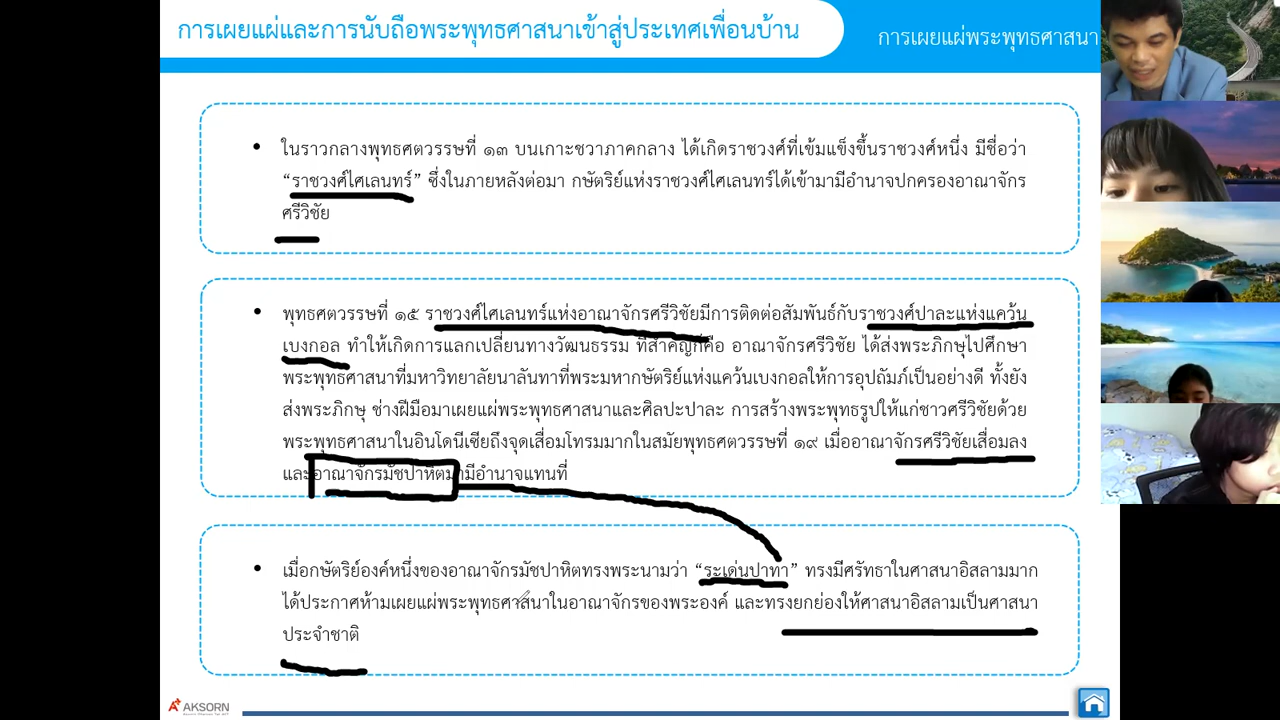 การเผยแผ่และการนับถือพระพุทธศาสนาเข้าสู่ประเทศเพื่อนบ้าน
การเผยแผ่พระพุทธศาสนา
• ในราวกลางพุทธศตวรรษที่ ๑๓ บนเกาะชวาภาคกลาง ได้เกิดราชวงศ์ที่เข้มแข็งขึ้นราชวงศ์หนึ่ง มีชื่อว่า
“ราชวงศ์ไศเลนทร์” ซึ่งในภายหลังต่อมา กษัตริย์แห่งราชวงศ์ไศเลนทร์ได้เข้ามามีอำนาจปกครองอาณาจักร
ศรีวิชัย
• พุทธศตวรรษที่ ๑๕ ราชวงศ์ไศเลนทร์แห่งอาณาจักรศรีวิชัยมีการติดต่อสัมพันธ์กับราชวงศ์ปาละแห่งแคว้น
เบงกอล ทำให้เกิดการแลกเปลี่ยนทางวัฒนธรรม ที่สำคัญก็คือ อาณาจักรศรีวิชัย ได้ส่งพระภิกษุไปศึกษา
พระพุทธศาสนาที่มหาวิทยาลัยนาลันทาที่พระมหากษัตริย์แห่งแคว้นเบงกอลให้การอุปถัมภ์เป็นอย่างดี ทั้งยัง
ส่งพระภิกษุ ช่างฝีมือมาเผยแผ่พระพุทธศาสนาและศิลปะปาละ การสร้างพระพุทธรูปให้แก่ชาวศรีวิชัยด้วย
พระพุทธศาสนาในอินโดนีเซียถึงจุดเสื่อมโทรมมากในสมัยพุทธศตวรรษที่ ๑๙ เมื่ออาณาจักรศรีวิชัยเสื่อมลง
และอาณาจักรมัชปาหิตมามีอำนาจแทนที่
• เมื่อกษัตริย์องค์หนึ่งของอาณาจักรมัชปาหิตทรงพระนามว่า “ระเด่นปาทา” ทรงมีศรัทธาในศาสนาอิสลามมาก
ได้ประกาศห้ามเผยแผ่พระพุทธศาสนาในอาณาจักรของพระองค์ และทรงยกย่องให้ศาสนาอิสลามเป็นศาสนา
ประจำชาติ
AKSORN